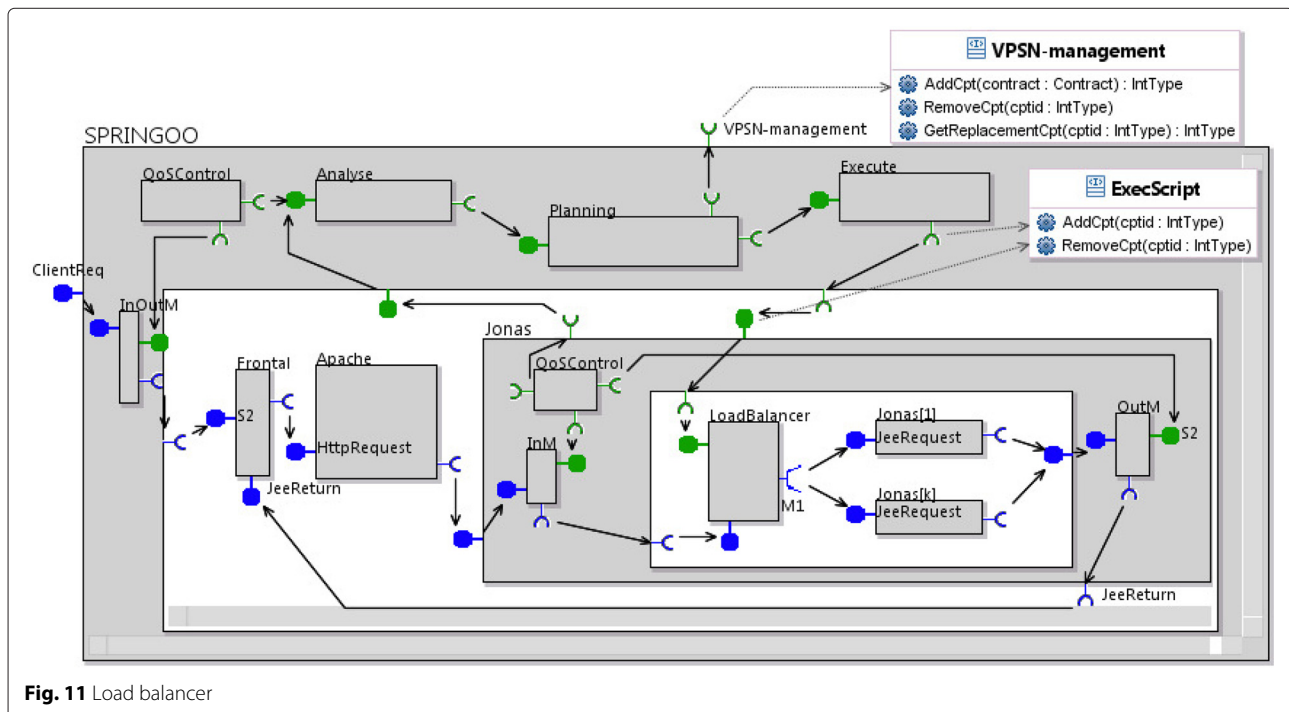 VPSN-management
AddCpt(contract : Contract) : IntType
RemoveCpt(cptid : IntType)
GetReplacementCpt(cptid : IntType) : IntType
VPSN-management
SPRINGOO
QoSControl
Analyse
Execute
ExecScript
AddCpt(cptid : IntType)
RemoveCpt(cptid : IntType)
Planning
ClientReq
InOutM
Jonas
Frontal
Apache
QoSControl
S2
HttpRequest
JeeReturn
InM
LoadBalancer
M1
Jonas[1]
JeeRequest
Jonas[k]
JeeRequest
OutM
S2
JeeReturn
Fig. 11 Load balancer